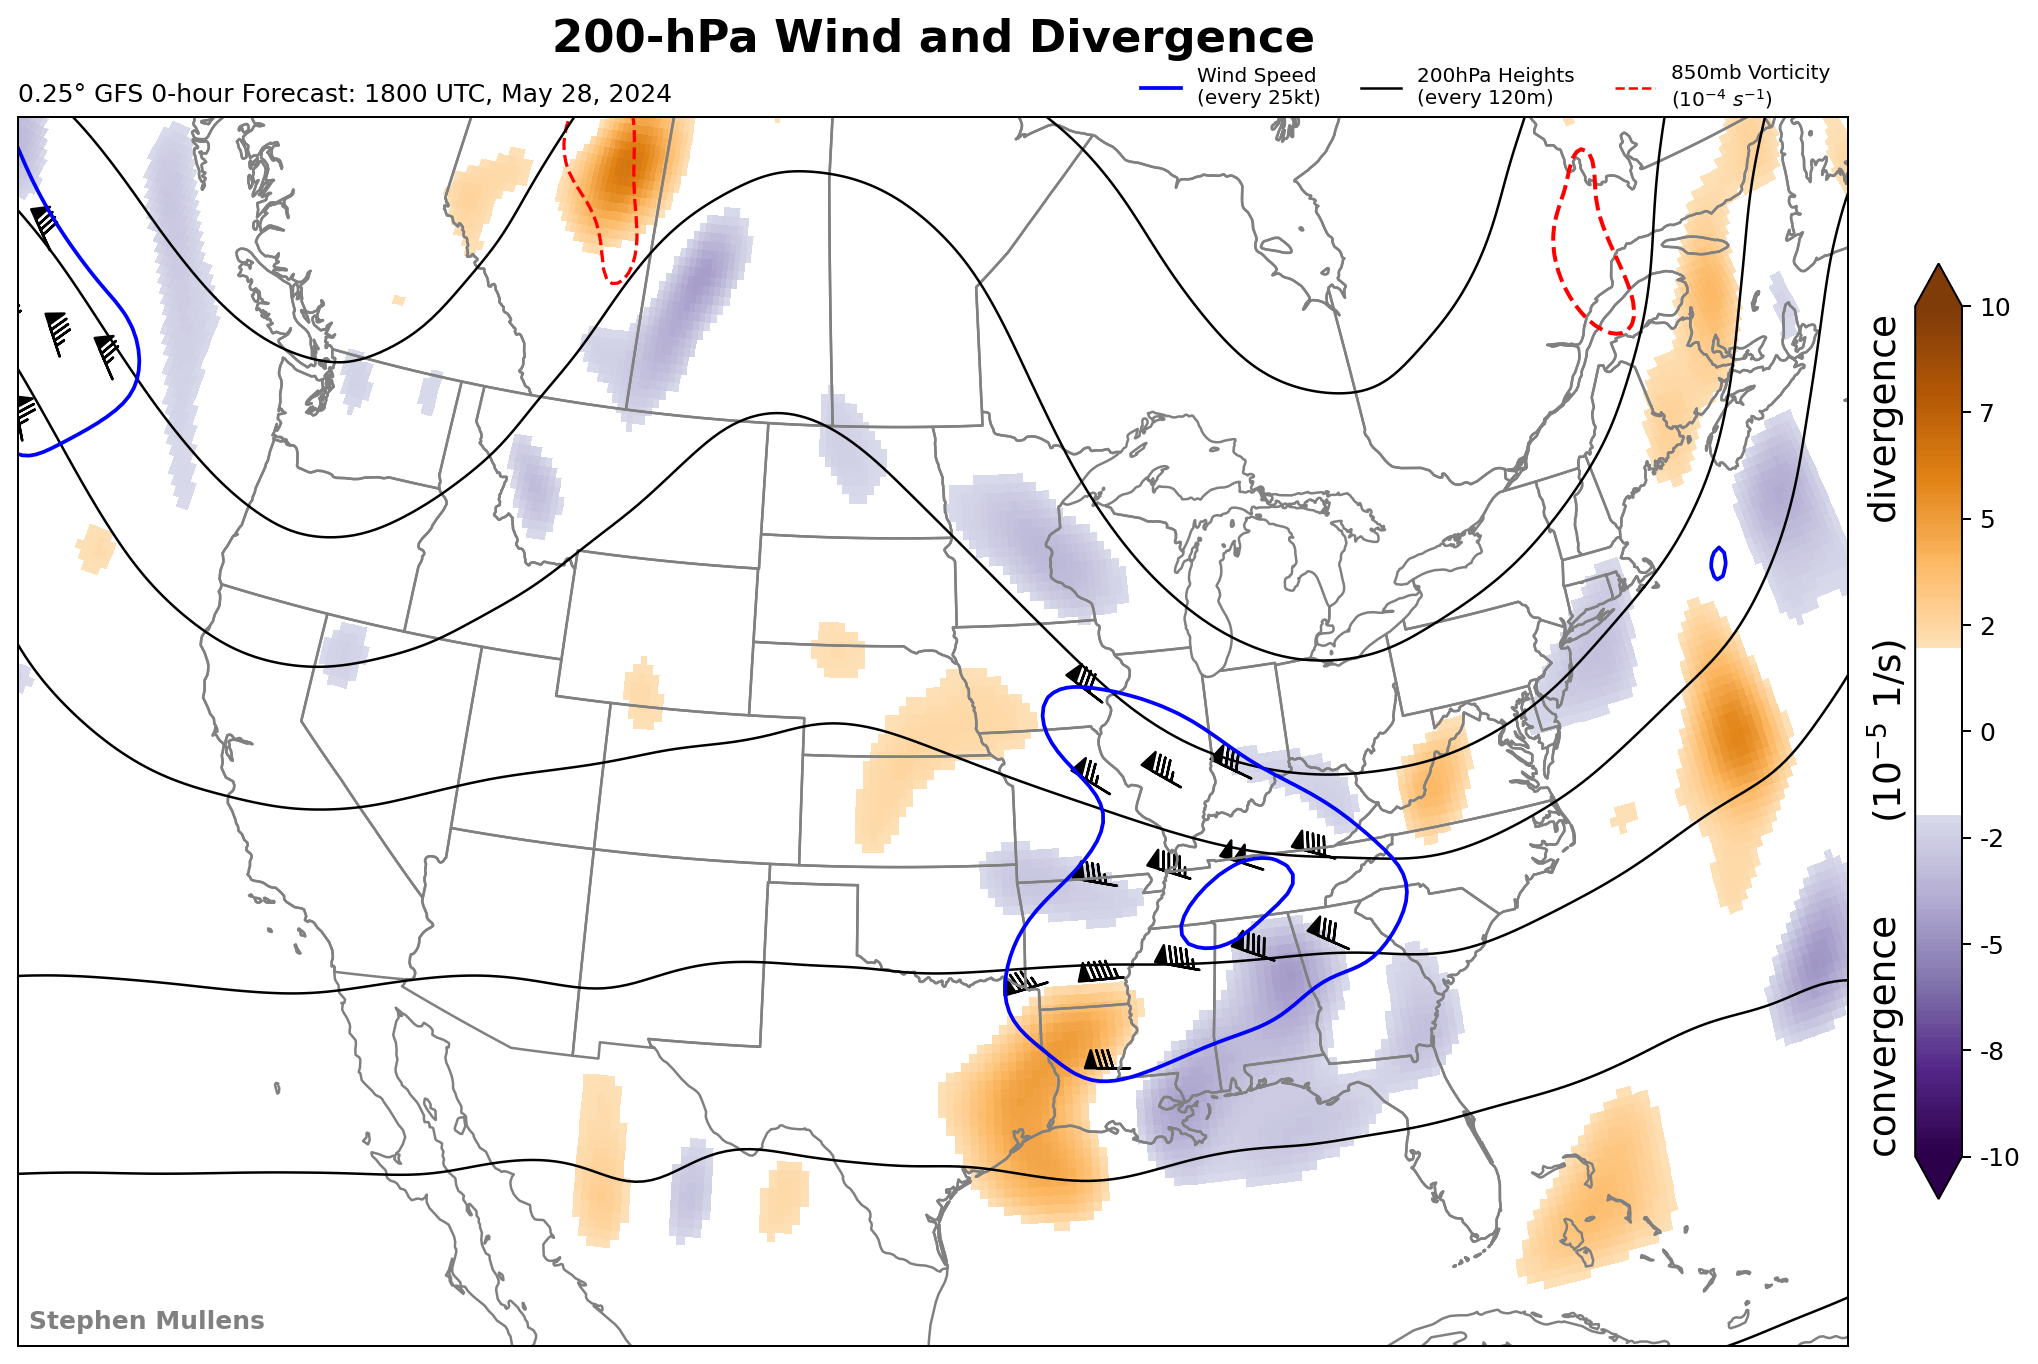 200-hPa Wind and Divergence
0.25° GFS 0-hour Forecast: 1800 UTC, May 28, 2024
Wind Speed
(every 25kt)
200hPa Heights
(every 120m)
850mb Vorticity
(10⁻⁴ s⁻¹)
10
7
5
2
0
-2
-5
-8
-10
convergence (10⁻⁵ 1/s) divergence
Stephen Mullens